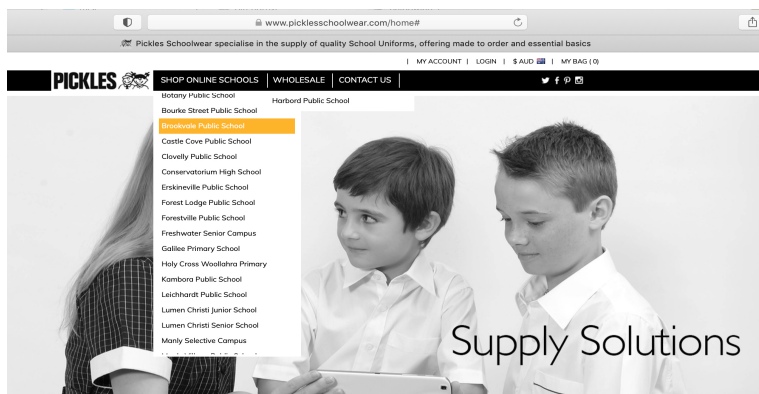 www.picklesschoolwear.com/home#
Pickles Schoolwear specialise in the supply of quality School Uniforms, offering made to order and essential basics
| MY ACCOUNT | LOGIN | $ AUD | MY BAG ( 0)
PICKLES SHOP ONLINE SCHOOLS | WHOLESALE | CONTACT US |
Botany Public School
Harbord Public School
Bourke Street Public School
Brookvale Public School
Castle Cove Public School
Clovelly Public School
Conservatorium High School
Erskineville Public School
Forest Lodge Public School
Forestville Public School
Freshwater Senior Campus
Galilee Primary School
Holy Cross Woollahra Primary
Kambora Public School
Leichhardt Public School
Lumen Christi Junior School
Lumen Christi Senior School
Manly Selective Campus
Supply Solutions